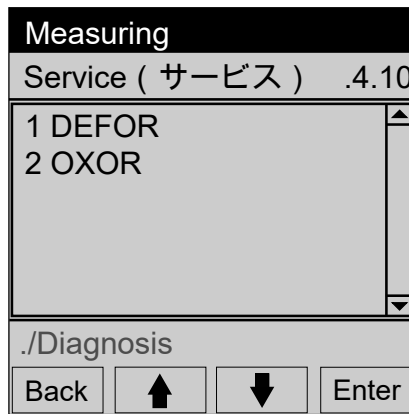 Measuring
Service ( サービス ) .4.10
1 DEFOR
2 OXOR
./Diagnosis
Back Enter